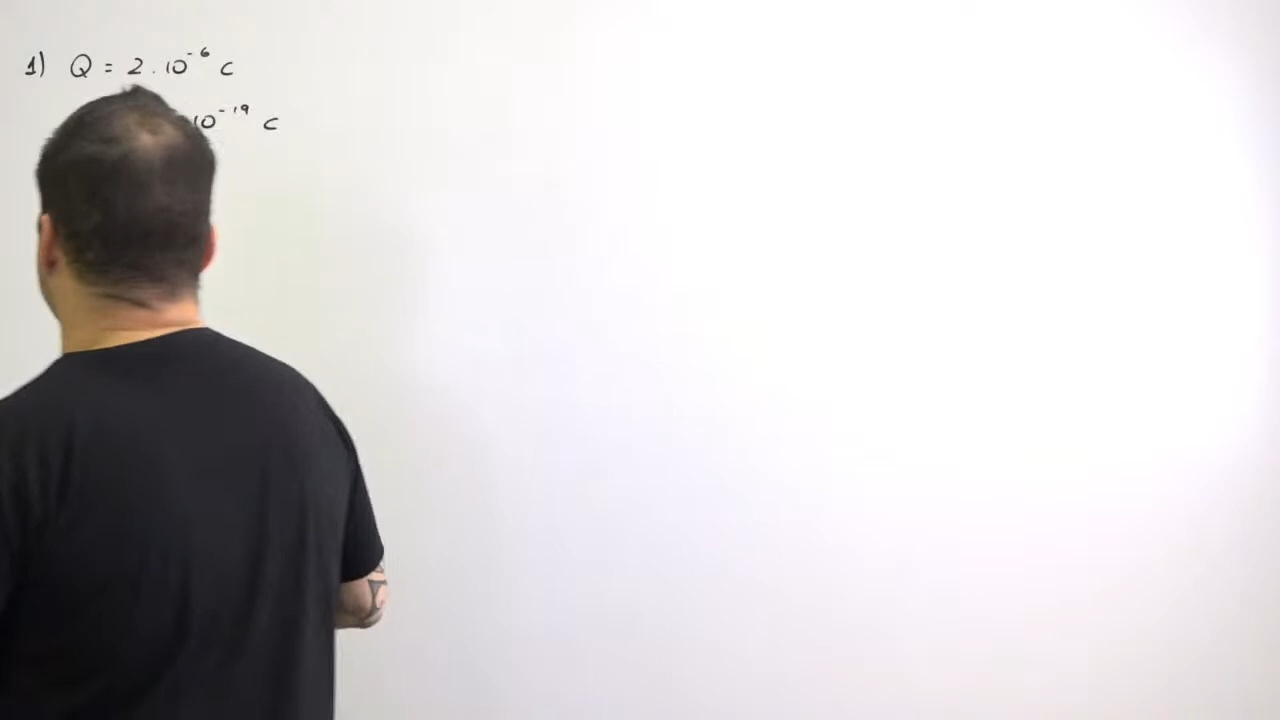 1) Q = 2 . 10⁻⁶ C
10⁻¹⁹ C